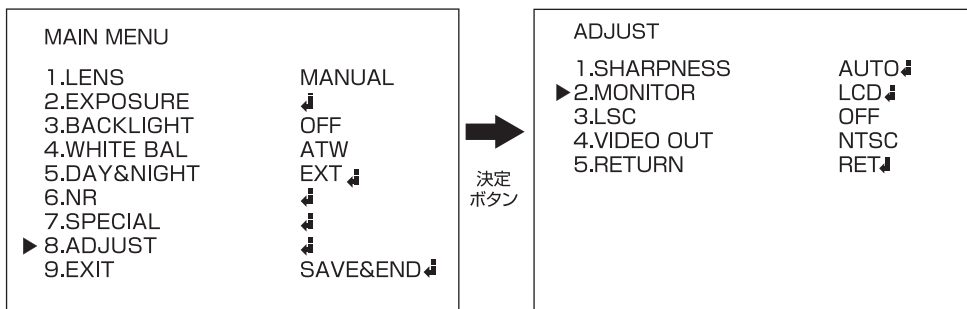 MAIN MENU
1.LENS MANUAL
2.EXPOSURE ↲
3.BACKLIGHT OFF
4.WHITE BAL ATW
5.DAY&NIGHT EXT↲
6.NR ↲
7.SPECIAL ↲
▶8.ADJUST ↲
9.EXIT SAVE&END↲
決定
ボタン
ADJUST
1.SHARPNESS AUTO↲
▶2.MONITOR LCD↲
3.LSC OFF
4.VIDEO OUT NTSC
5.RETURN RET↲